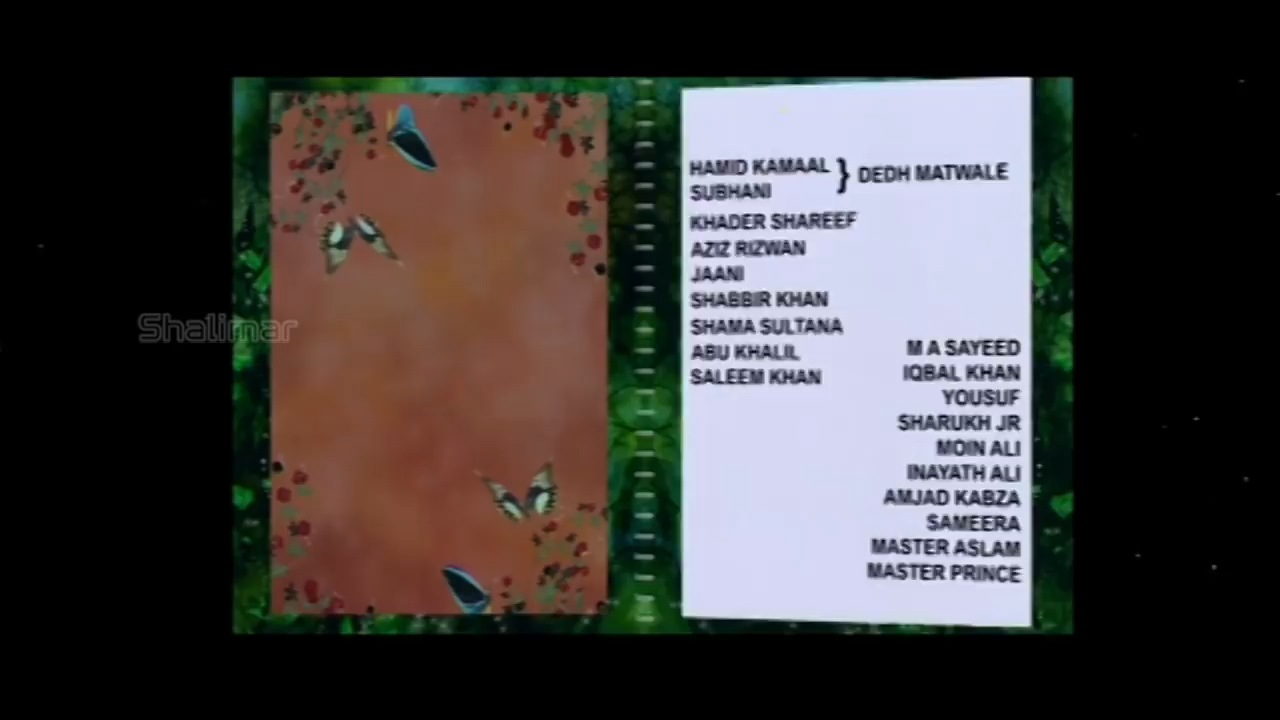 HAMID KAMAAL } DEDH MATWALE
SUBHANI
KHADER SHAREEF
AZIZ RIZWAN
JAANI
SHABBIR KHAN
SHAMA SULTANA
ABU KHALIL
SALEEM KHAN
M A SAYEED
IQBAL KHAN
YOUSUF
SHARUKH JR
MOIN ALI
INAYATH ALI
AMJAD KABZA
SAMEERA
MASTER ASLAM
MASTER PRINCE
Shalimar